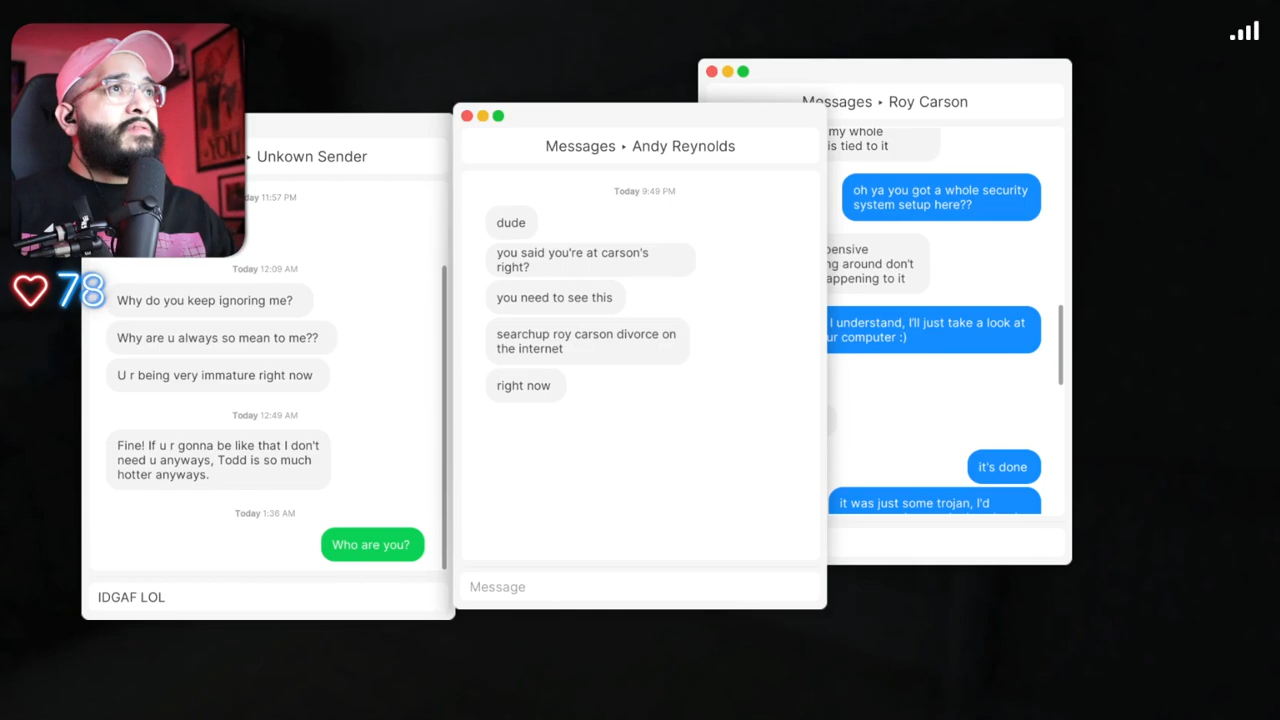 YOU
78
Unkown Sender
day 11:57 PM
Today 12:09 AM
Why do you keep ignoring me?
Why are u always so mean to me??
U r being very immature right now
Today 12:49 AM
Fine! If u r gonna be like that I don't
need u anyways, Todd is so much
hotter anyways.
Today 1:36 AM
Who are you?
IDGAF LOL
Messages ▸ Andy Reynolds
Today 9:49 PM
dude
you said you're at carson's
right?
you need to see this
searchup roy carson divorce on
the internet
right now
Message
Messages ▸ Roy Carson
my whole
is tied to it
oh ya you got a whole security
system setup here??
pensive
ng around don't
appening to it
I understand, I'll just take a look at
ur computer :)
it's done
it was just some trojan, I'd